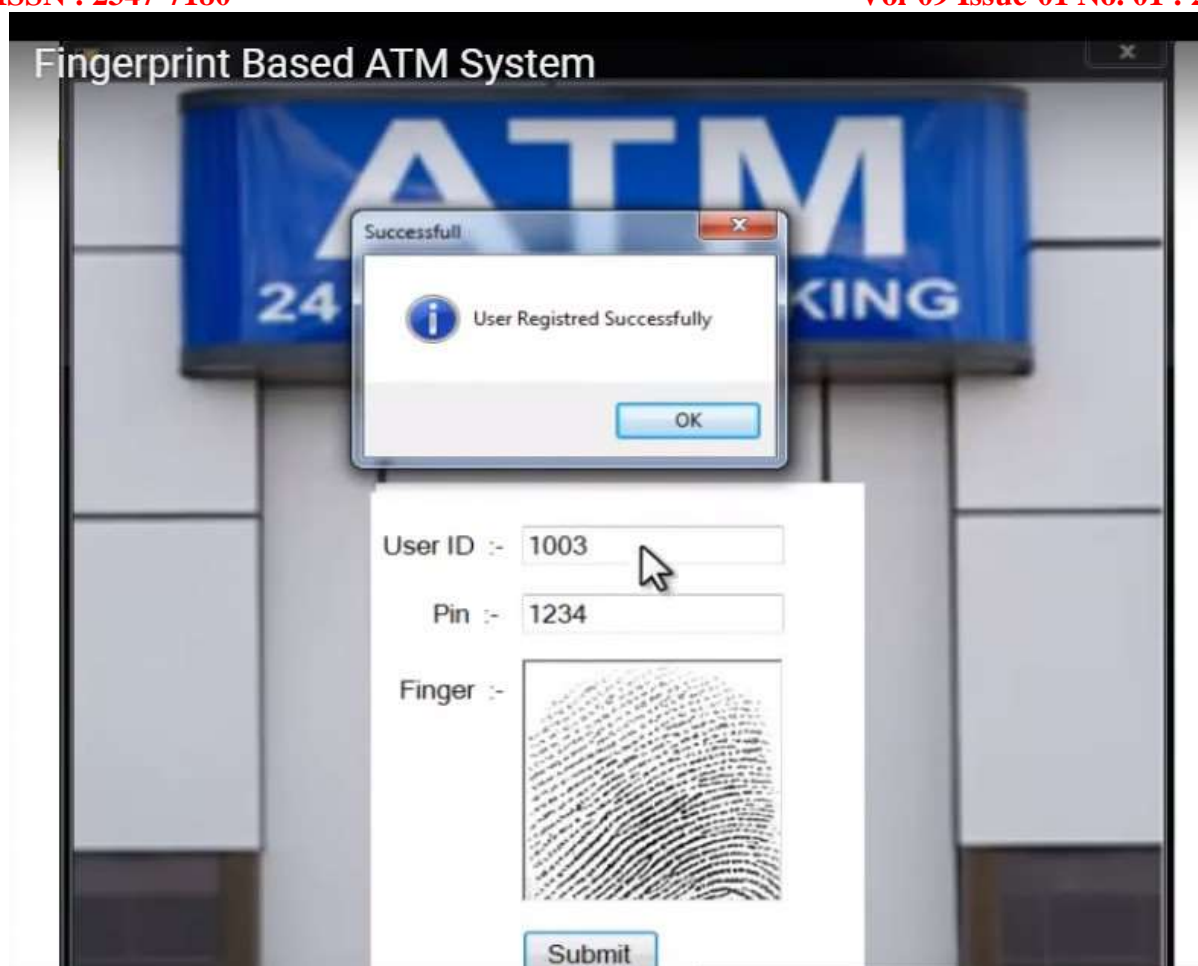 Fingerprint Based ATM System
ATM
Successfull
24
KING
User Registred Successfully
OK
User ID :- 1003
Pin :- 1234
Finger :-
Submit